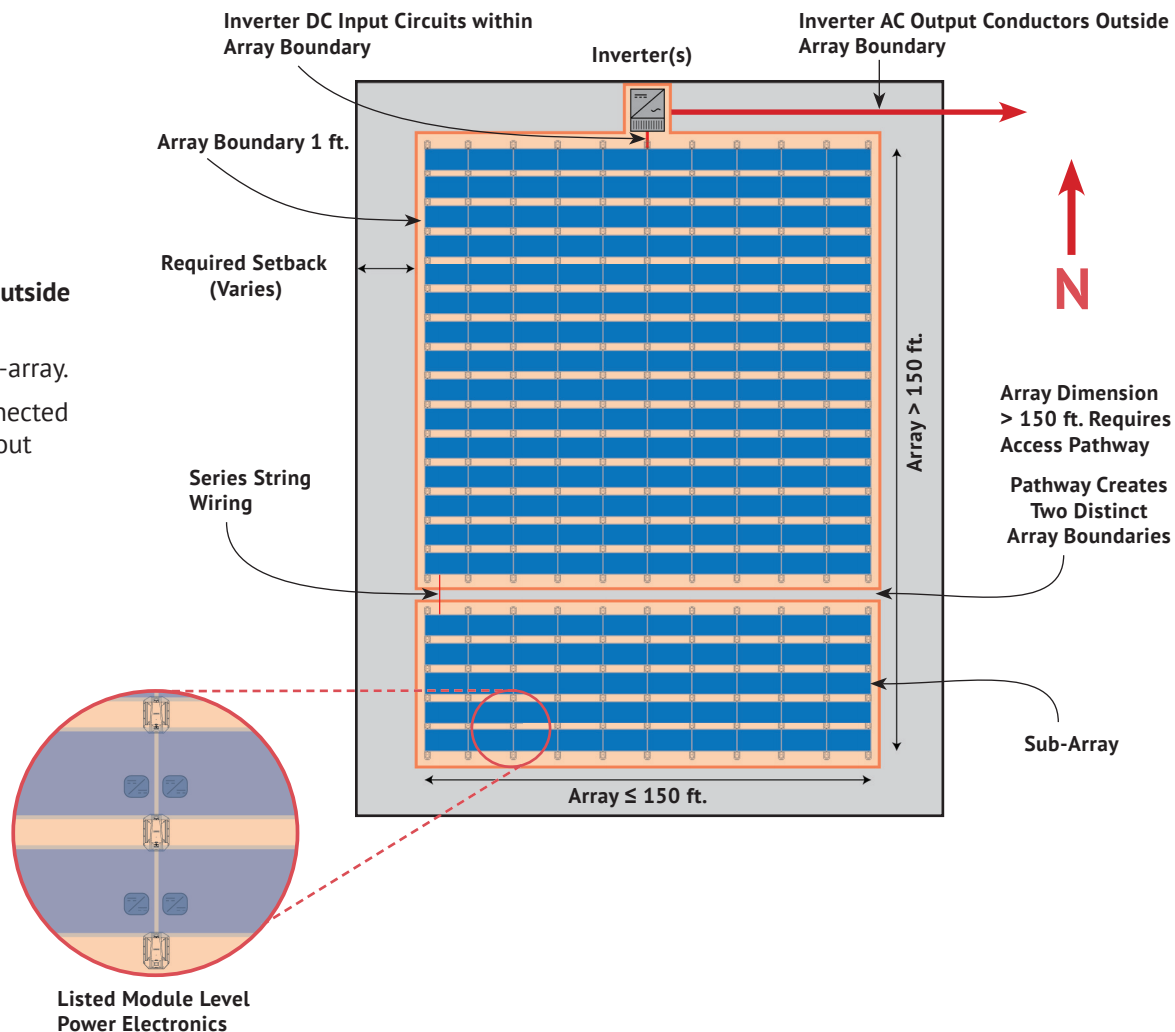 Inverter DC Input Circuits within
Array Boundary
Inverter(s)
Inverter AC Output Conductors Outside
Array Boundary
Array Boundary 1 ft.
Required Setback
(Varies)
N
utside
-array.
nected
out
Array > 150 ft.
Array Dimension
> 150 ft. Requires
Access Pathway
Pathway Creates
Two Distinct
Array Boundaries
Series String
Wiring
Sub-Array
Array ≤ 150 ft.
Listed Module Level
Power Electronics